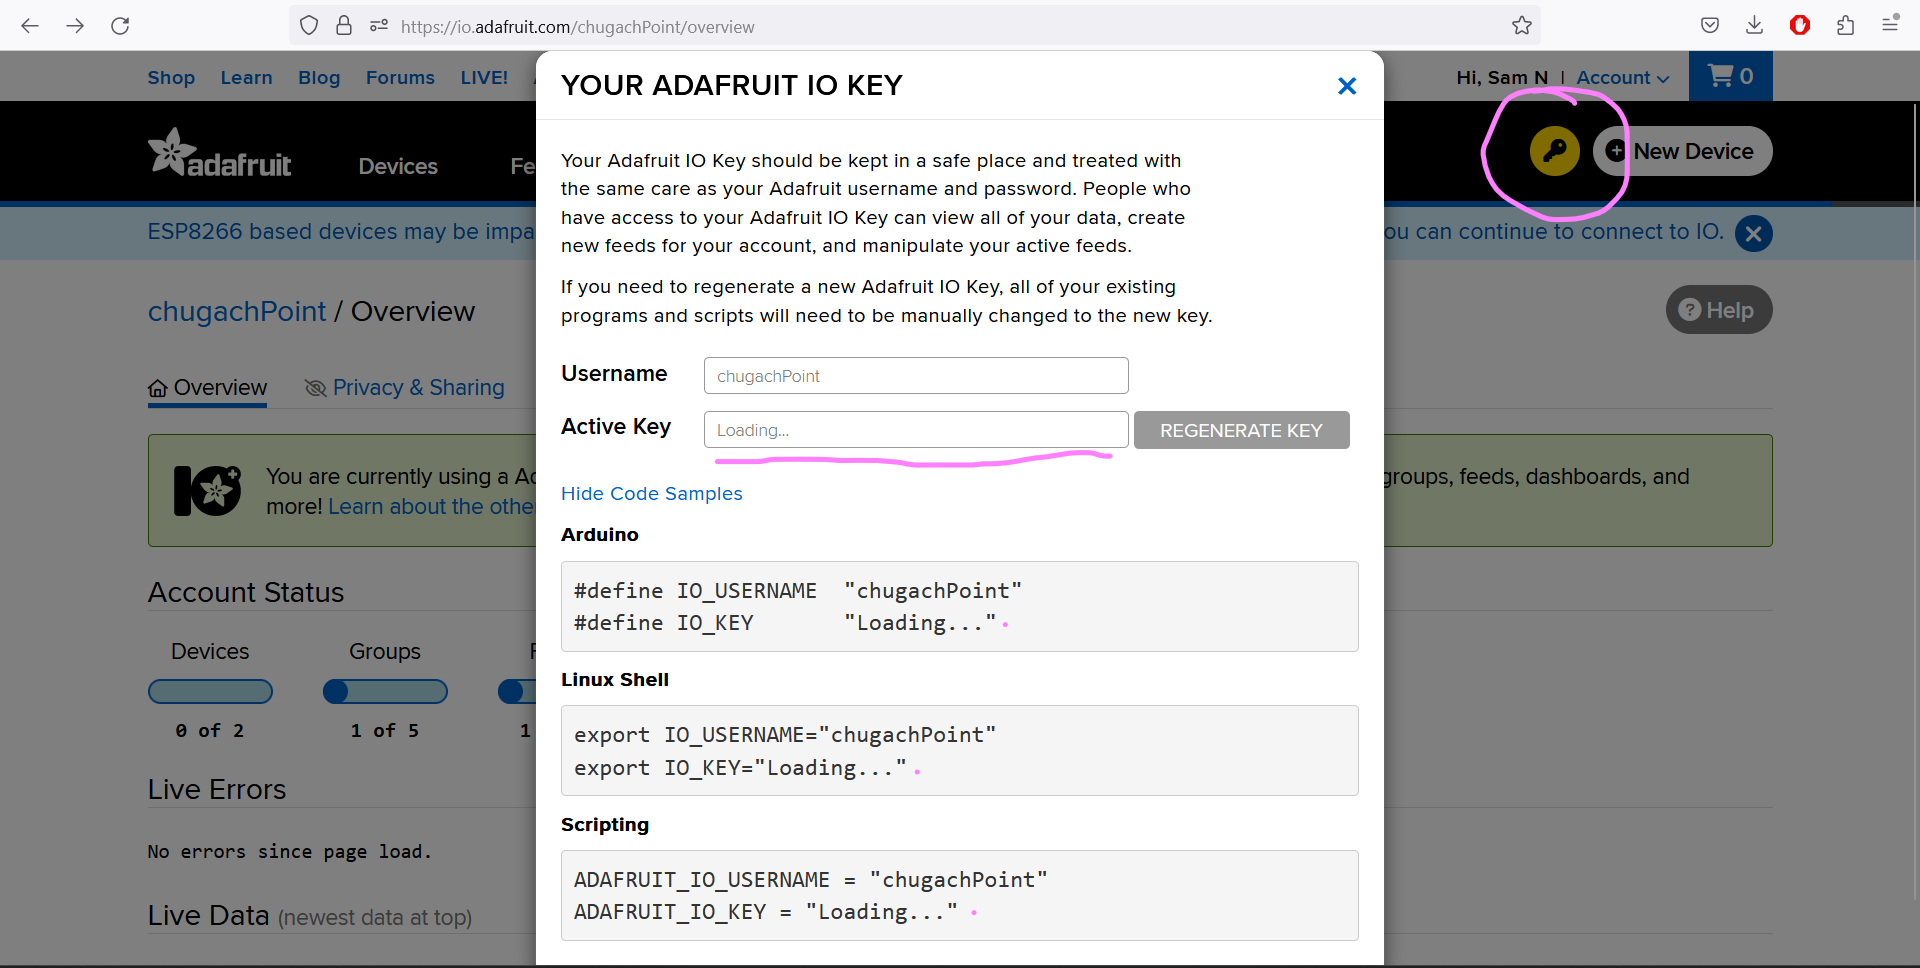 https://io.adafruit.com/chugachPoint/overview
Shop Learn Blog Forums LIVE!
Hi, Sam N | Account 0
adafruit Devices
New Device
ESP8266 based devices may be
you can continue to connect to IO.
chugachPoint / Overview
Help
Overview Privacy & Sharing
You are currently using a
groups, feeds, dashboards, and
more! Learn about the
Account Status
Devices Groups
0 of 2 1 of 5 1
Live Errors
No errors since page load.
Live Data (newest data at top)
YOUR ADAFRUIT IO KEY
Your Adafruit IO Key should be kept in a safe place and treated with
the same care as your Adafruit username and password. People who
have access to your Adafruit IO Key can view all of your data, create
new feeds for your account, and manipulate your active feeds.
If you need to regenerate a new Adafruit IO Key, all of your existing
programs and scripts will need to be manually changed to the new key.
Username chugachPoint
Active Key Loading... REGENERATE KEY
Hide Code Samples
Arduino
#define IO_USERNAME "chugachPoint"
#define IO_KEY "Loading..."
Linux Shell
export IO_USERNAME="chugachPoint"
export IO_KEY="Loading..."
Scripting
ADAFRUIT_IO_USERNAME = "chugachPoint"
ADAFRUIT_IO_KEY = "Loading..."